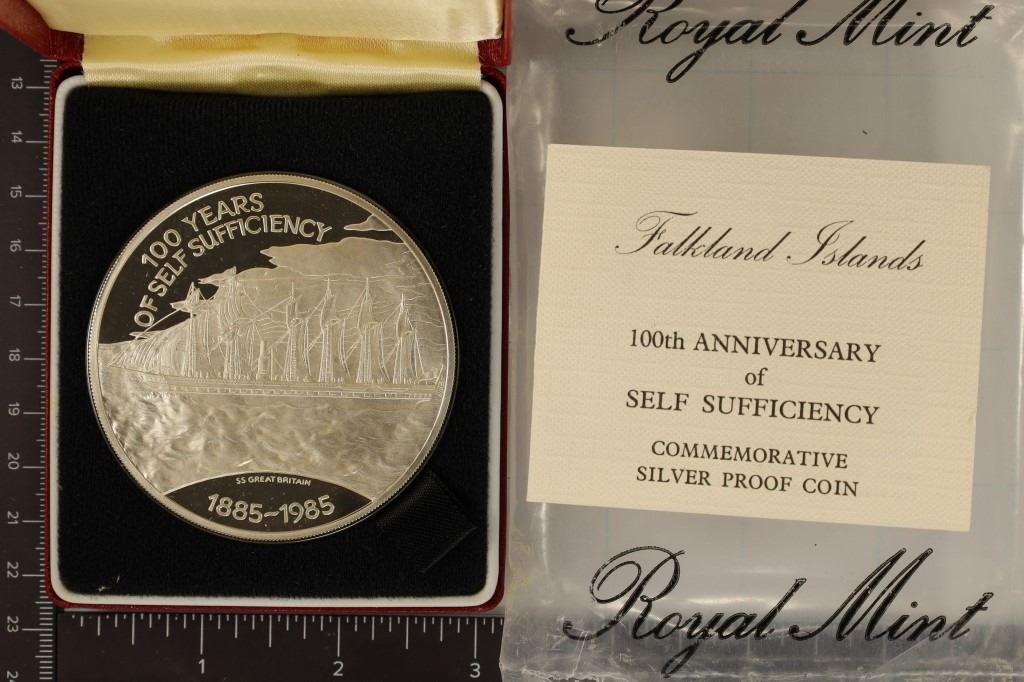 100 YEARS
OF SELF SUFFICIENCY
SS GREAT BRITAIN
1885~1985
Royal Mint
Falkland Islands
100th ANNIVERSARY
of
SELF SUFFICIENCY
COMMEMORATIVE
SILVER PROOF COIN
Royal Mint
13
14
15
16
17
18
19
20
21
22
23
1
2
3